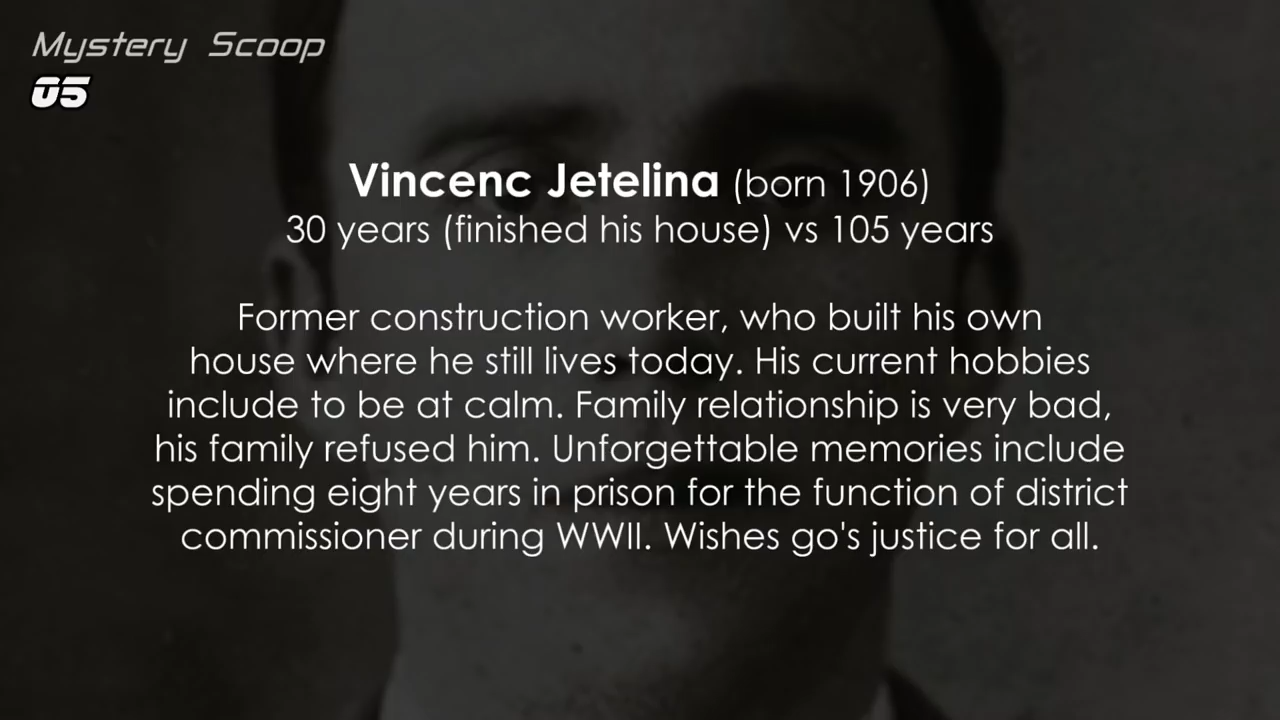 Mystery Scoop
05
Vincenc Jetelina (born 1906)
30 years (finished his house) vs 105 years
Former construction worker, who built his own
house where he still lives today. His current hobbies
include to be at calm. Family relationship is very bad,
his family refused him. Unforgettable memories include
spending eight years in prison for the function of district
commissioner during WWII. Wishes go's justice for all.